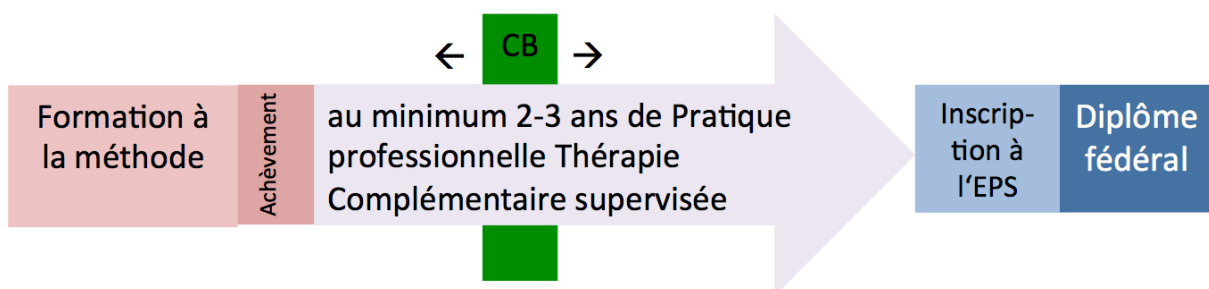 ← CB →
Formation à
la méthode
Achèvement
au minimum 2-3 ans de Pratique
professionnelle Thérapie
Complémentaire supervisée
Inscrip-
tion à
l‘EPS
Diplôme
fédéral